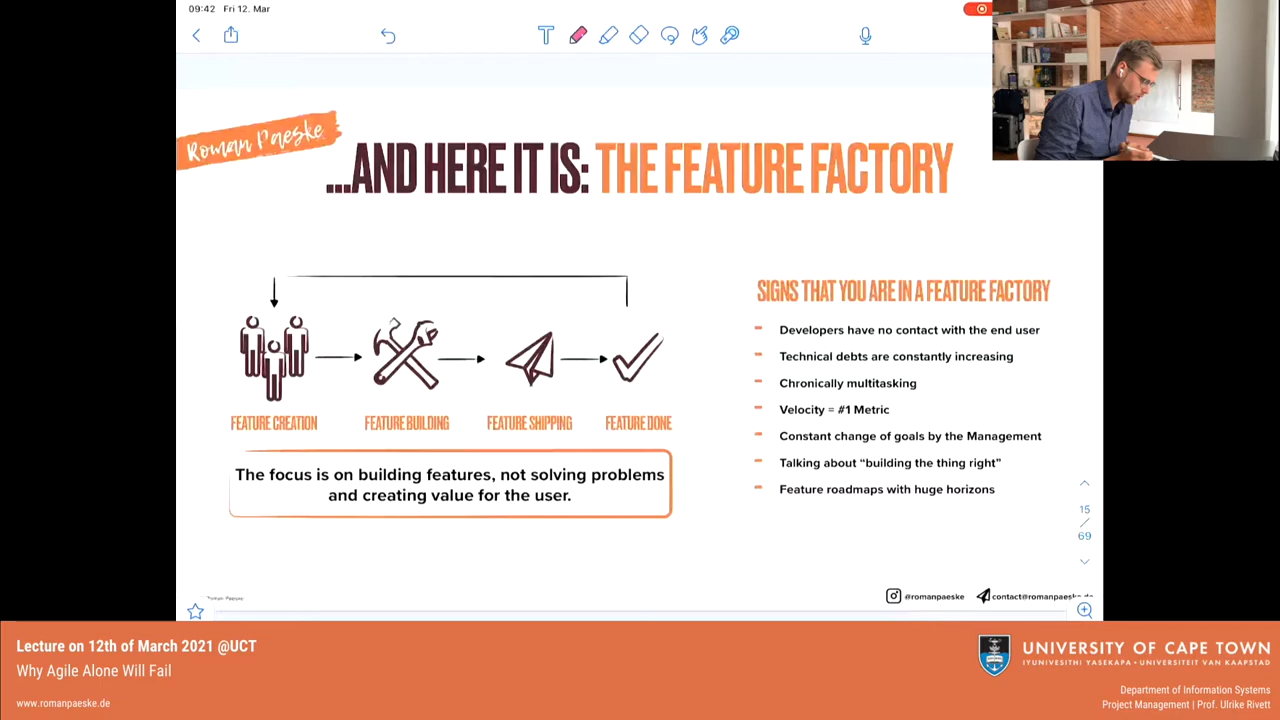 09:42 Fri 12. Mar
Roman Paeske
...AND HERE IT IS: THE FEATURE FACTORY
FEATURE CREATION
FEATURE BUILDING
FEATURE SHIPPING
FEATURE DONE
The focus is on building features, not solving problems
and creating value for the user.
SIGNS THAT YOU ARE IN A FEATURE FACTORY
- Developers have no contact with the end user
- Technical debts are constantly increasing
- Chronically multitasking
- Velocity = #1 Metric
- Constant change of goals by the Management
- Talking about “building the thing right”
- Feature roadmaps with huge horizons
15
/
69
Roman Paeske
@romanpaeske
contact@romanpaeske.de
Lecture on 12th of March 2021 @UCT
Why Agile Alone Will Fail
www.romanpaeske.de
UNIVERSITY OF CAPE TOWN
IYUNIVESITHI YASEKAPA • UNIVERSITEIT VAN KAAPSTAD
Department of Information Systems
Project Management | Prof. Ulrike Rivett